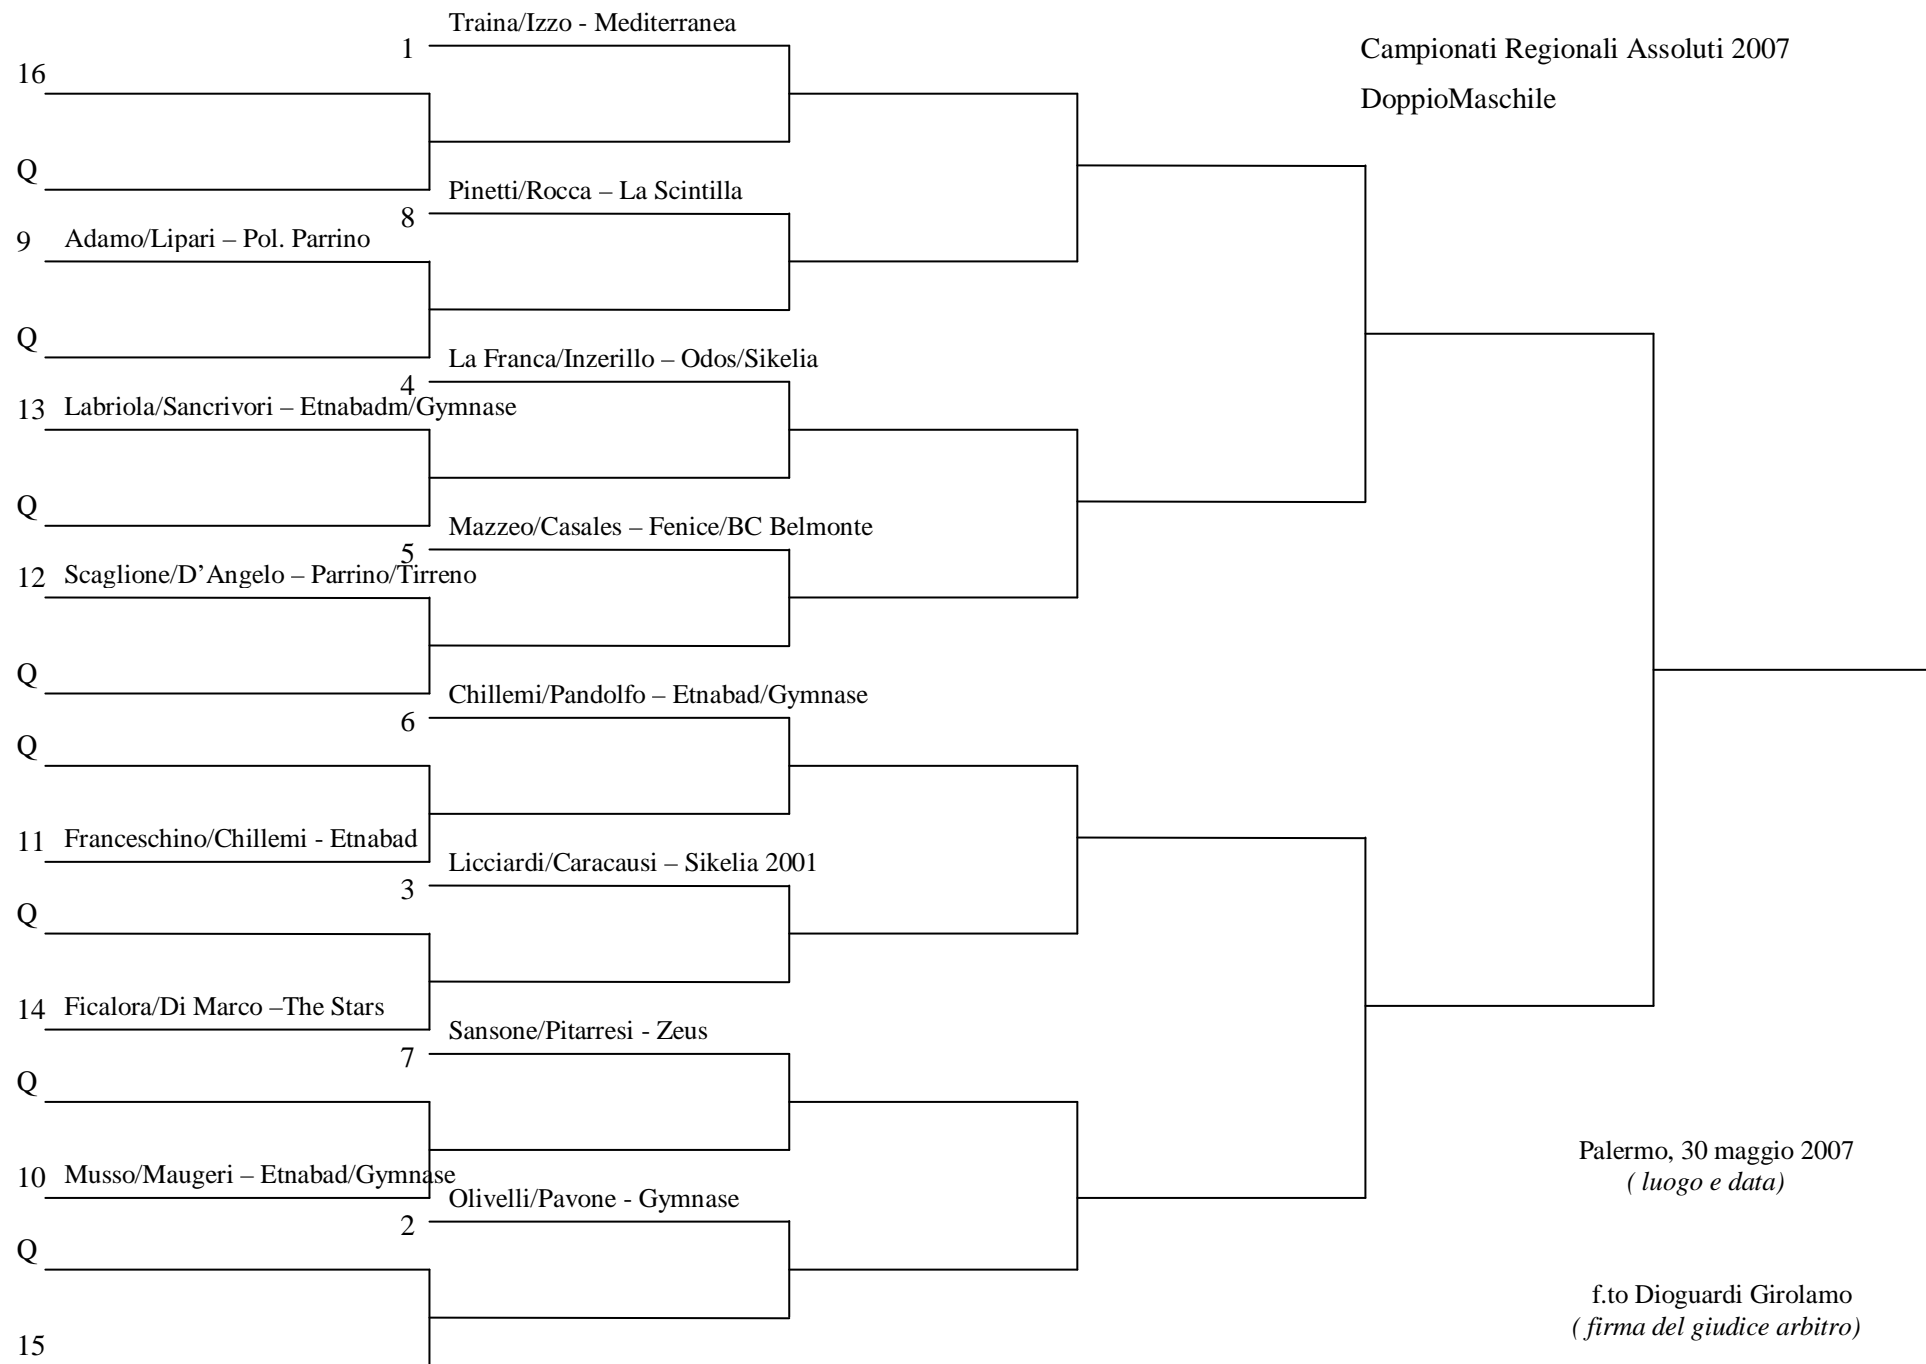 Traina/Izzo - Mediterranea
1
Campionati Regionali Assoluti 2007
16
DoppioMaschile
Q
Pinetti/Rocca – La Scintilla
8
9 Adamo/Lipari – Pol. Parrino
Q
La Franca/Inzerillo – Odos/Sikelia
4
13 Labriola/Sancrivori – Etnabadm/Gymnase
Q
Mazzeo/Casales – Fenice/BC Belmonte
5
12 Scaglione/D’Angelo – Parrino/Tirreno
Q
Chillemi/Pandolfo – Etnabad/Gymnase
6
Q
11 Franceschino/Chillemi - Etnabad
Licciardi/Caracausi – Sikelia 2001
3
Q
14 Ficalora/Di Marco –The Stars
Sansone/Pitarresi - Zeus
7
Q
Palermo, 30 maggio 2007
10 Musso/Maugeri – Etnabad/Gymnase
( luogo e data)
Olivelli/Pavone - Gymnase
2
Q
f.to Dioguardi Girolamo
( firma del giudice arbitro)
15